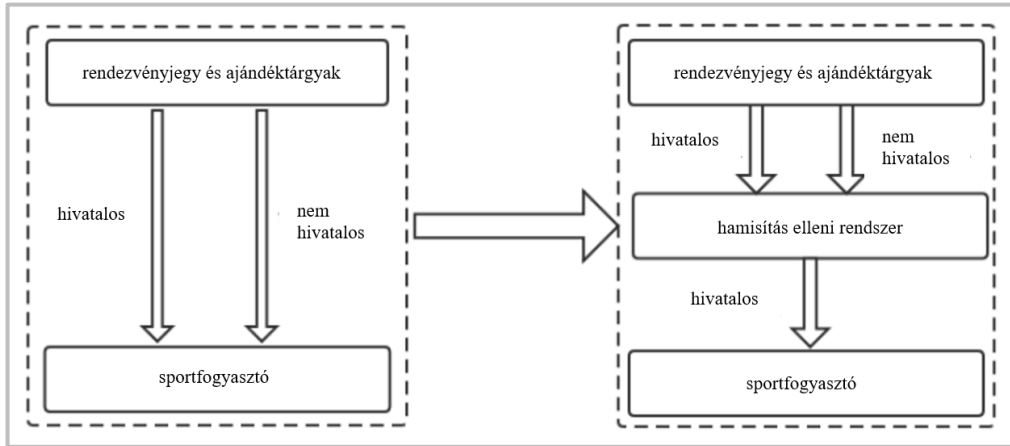 rendezvényjegy és ajándéktárgyak
hivatalos
nem
hivatalos
sportfogyasztó
rendezvényjegy és ajándéktárgyak
hivatalos
nem
hivatalos
hamisítás elleni rendszer
hivatalos
sportfogyasztó